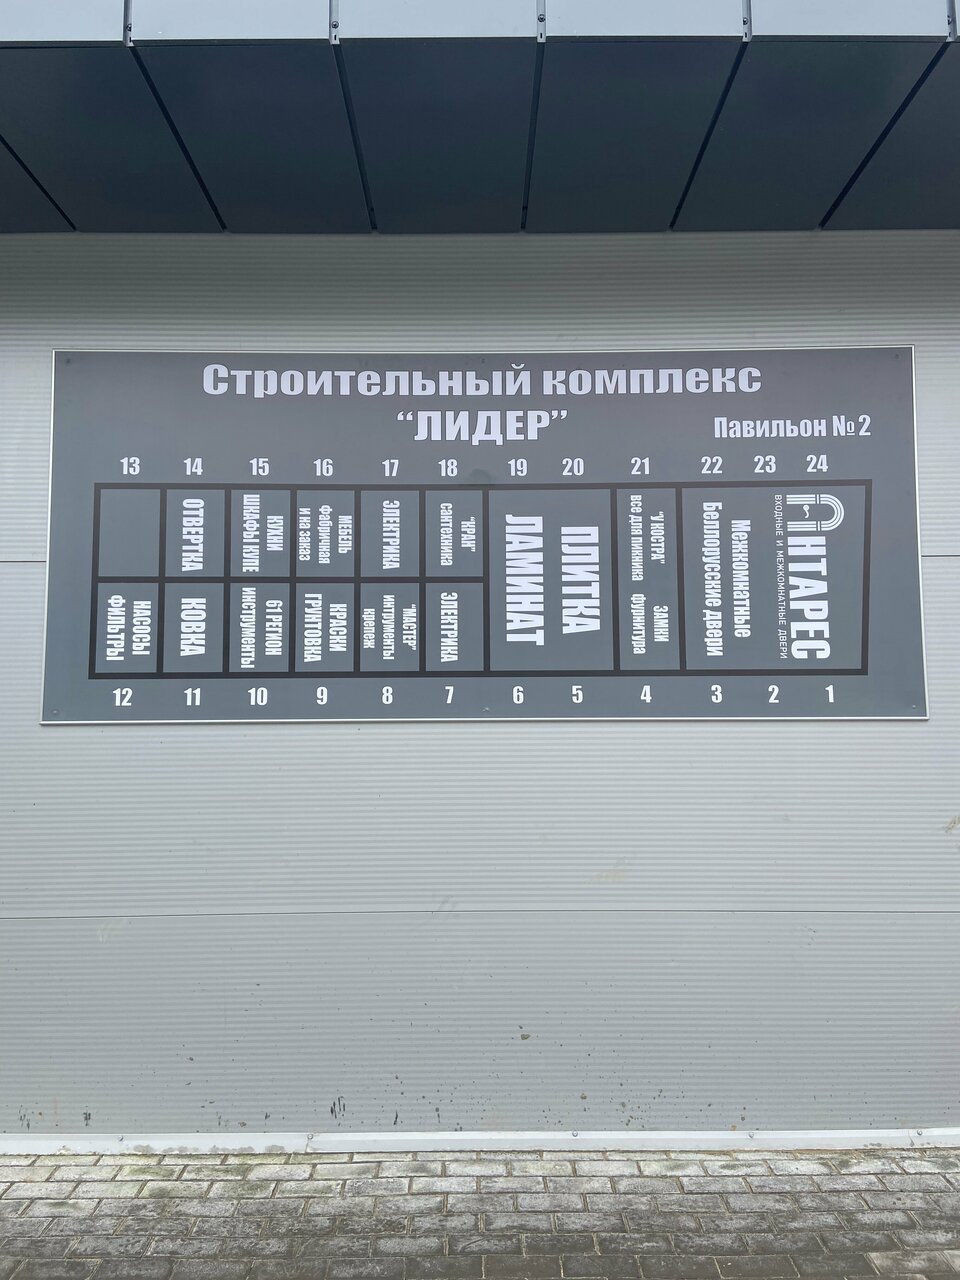 Строительный комплекс
“ЛИДЕР”
Павильон №2
13 14 15 16 17 18 19 20 21 22 23 24
ОТВЕРТКА
КУХНИ
ШКАФЫ КУПЕ
МЕБЕЛЬ
фабричная
и на заказ
ЭЛЕКТРИКА
"КРАН"
сантехника
ПЛИТКА
ЛАМИНАТ
"У КОСТРА"
все для пикника
ЗАМКИ
фурнитура
Межкомнатные
Беллорусские двери
АНТАРЕС
ВХОДНЫЕ И МЕЖКОМНАТНЫЕ ДВЕРИ
НАСОСЫ
ФИЛЬТРЫ
КОВКА
61 РЕГИОН
ИНСТРУМЕНТЫ
КРАСКИ
ГРУНТОВКА
"МАСТЕР"
интрументы
крепеж
ЭЛЕКТРИКА
12 11 10 9 8 7 6 5 4 3 2 1